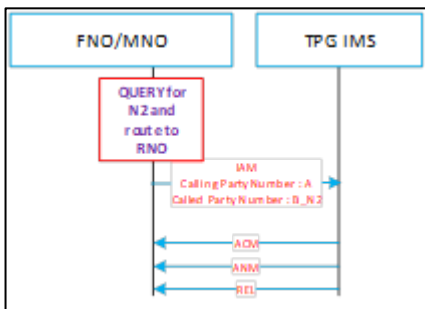 FNO/MNO
TPG IMS
QUERY for
N2 and
route to
RNO
IAM
Calling Party Number : A
Called Party Number : B_N2
ACM
ANM
REL